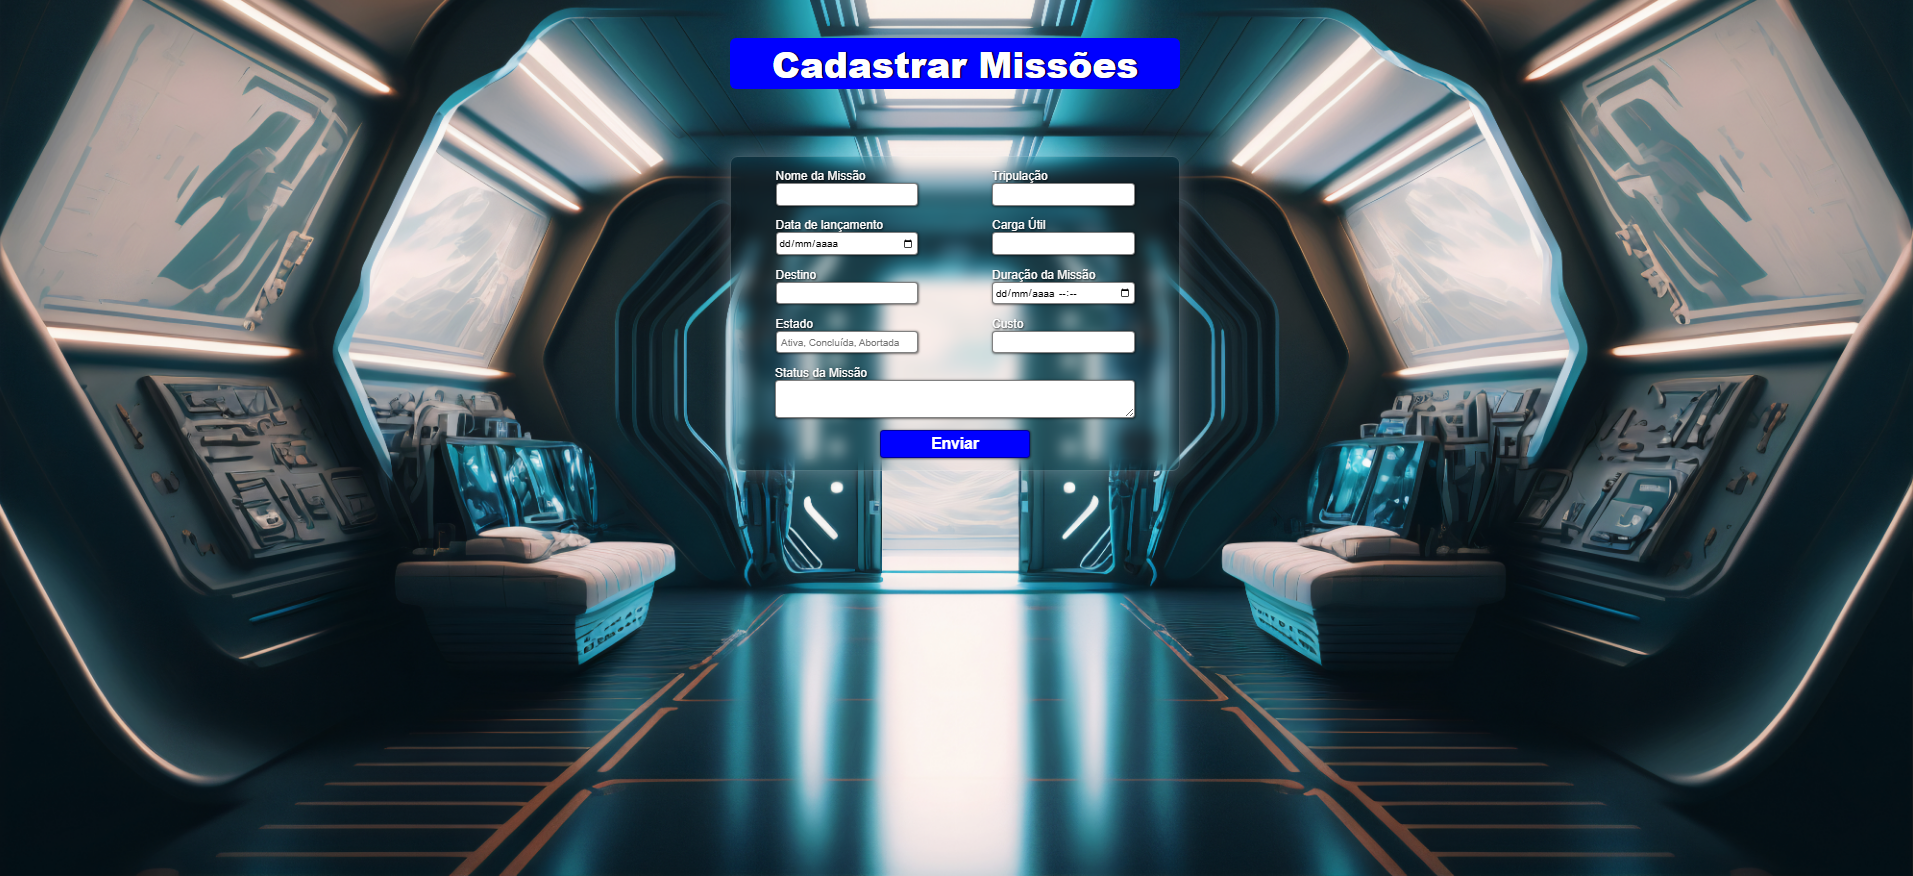 Cadastrar Missões
Nome da Missão
Tripulação
Data de lançamento
Carga Útil
dd/mm/aaaa
Destino
Duração da Missão
dd/mm/aaaa --:--
Estado
Custo
Ativa, Concluída, Abortada
Status da Missão
Enviar